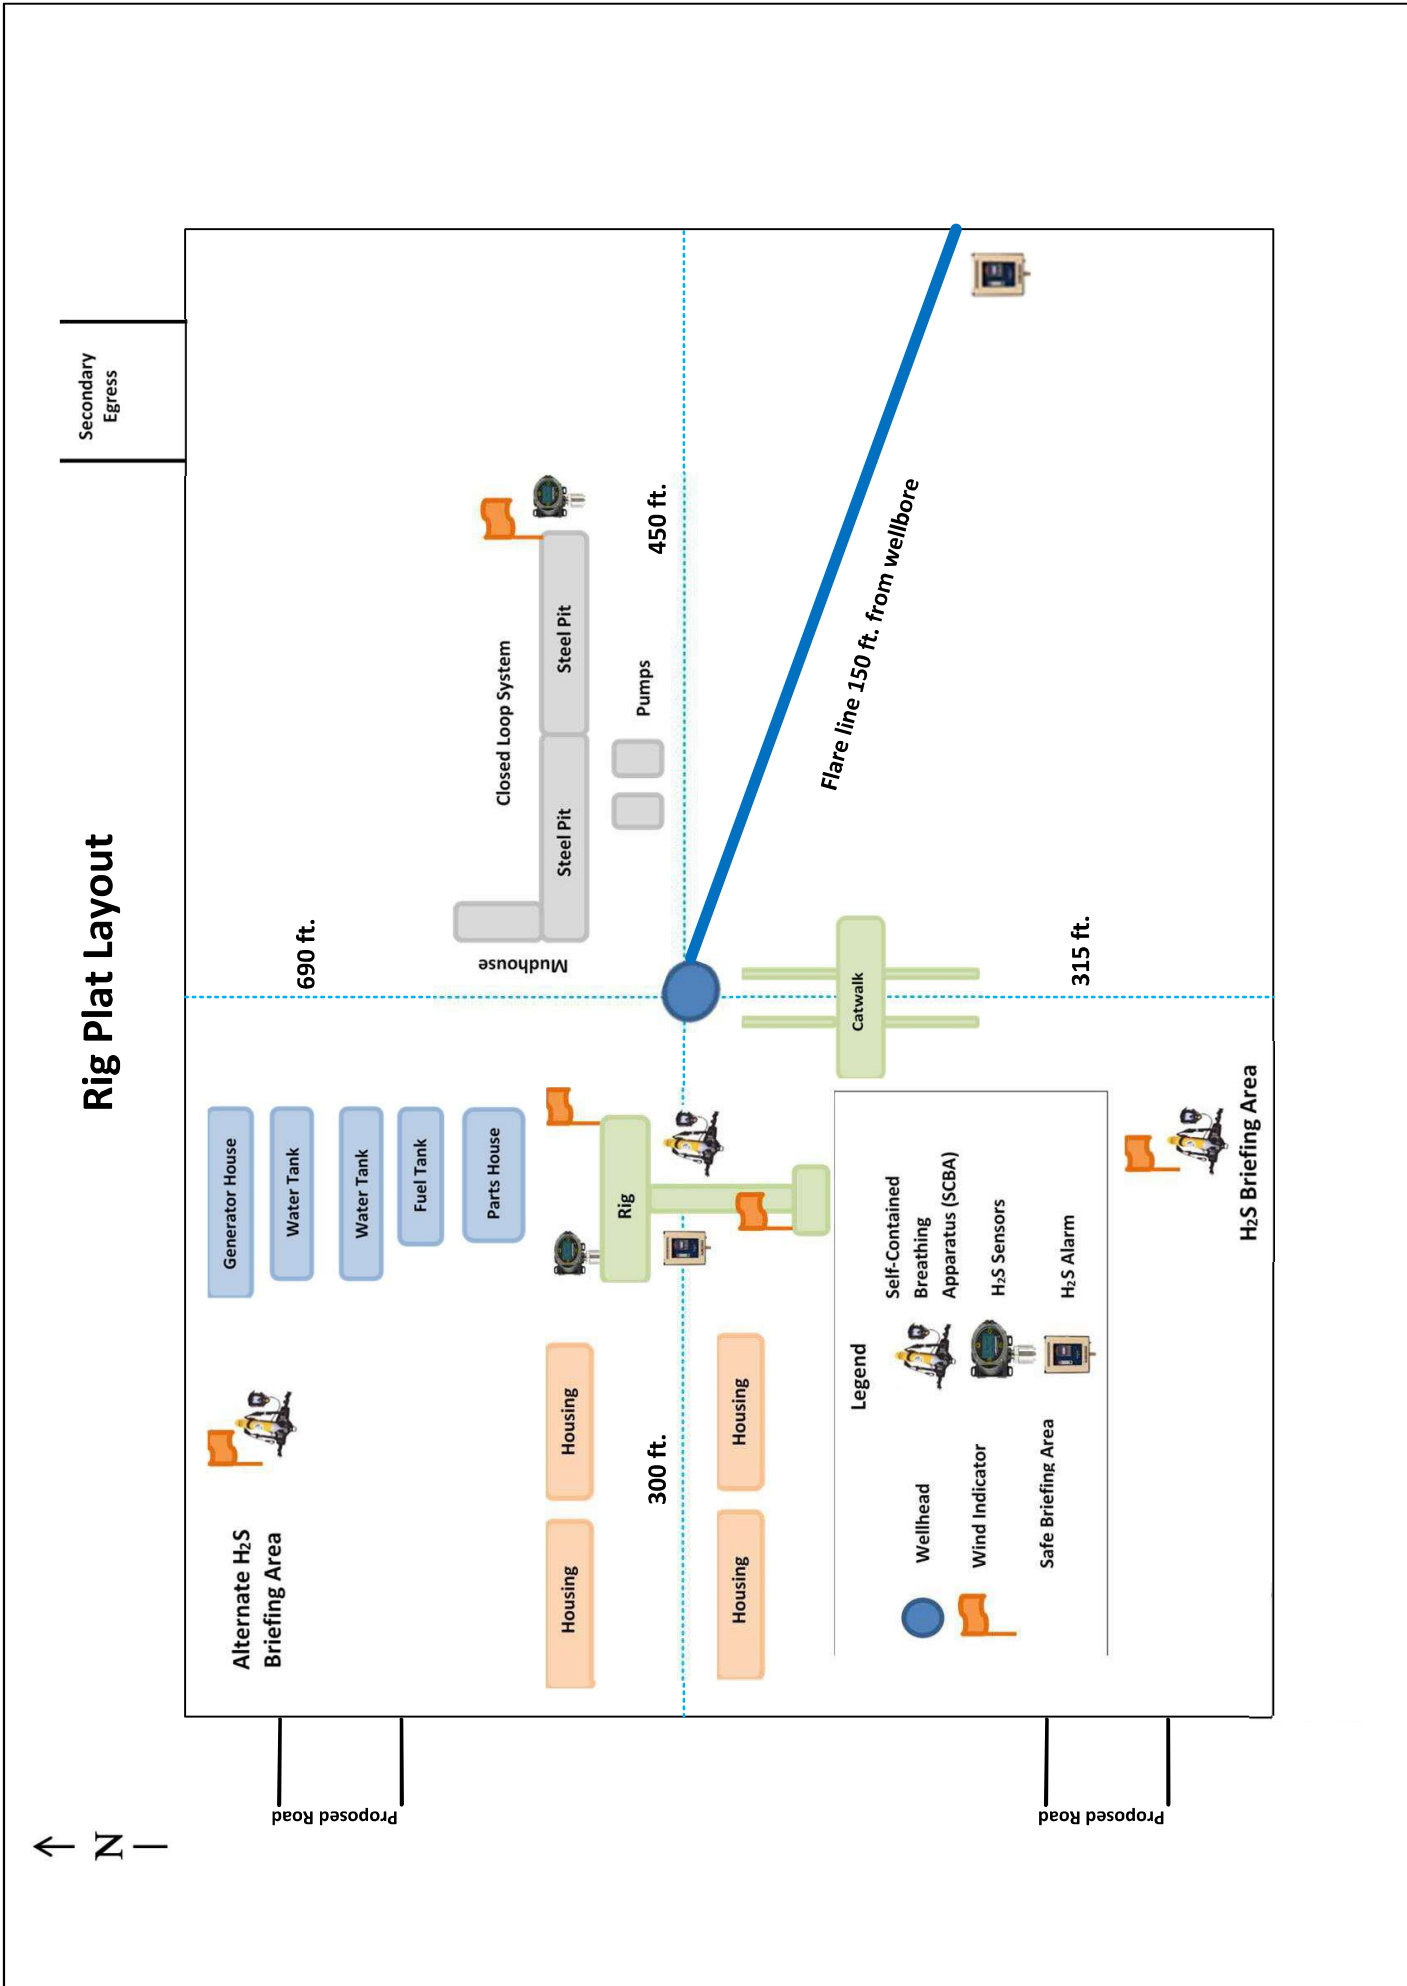 Rig Plat Layout
Secondary
Egress
690 ft.
Closed Loop System
Steel Pit
Steel Pit
Mudhouse
Pumps
450 ft.
Flare line 150 ft. from wellbore
Generator House
Water Tank
Water Tank
Fuel Tank
Parts House
Rig
Catwalk
315 ft.
Alternate H₂S
Briefing Area
Housing
Housing
300 ft.
Housing
Housing
Legend
Wellhead
Wind Indicator
Safe Briefing Area
Self-Contained
Breathing
Apparatus (SCBA)
H₂S Sensors
H₂S Alarm
H₂S Briefing Area
Proposed Road
Proposed Road
N